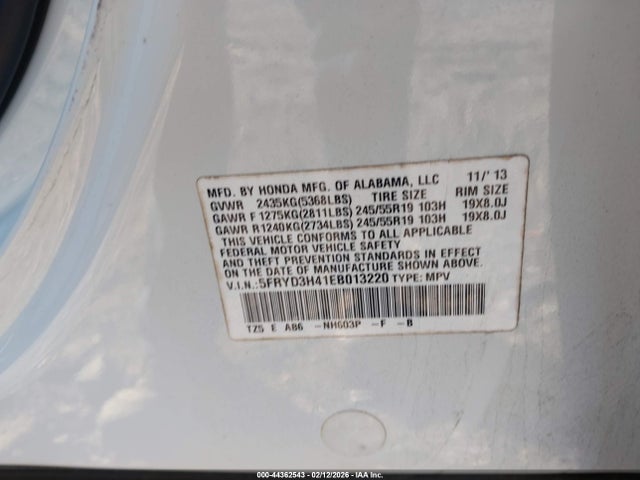 MFD. BY HONDA MFG. OF ALABAMA, LLC 11/' 13
GVWR 2435KG(5368LBS) TIRE SIZE RIM SIZE
GAWR F 1275KG(2811LBS) 245/55R19 103H 19X8.0J
GAWR R1240KG(2734LBS) 245/55R19 103H 19X8.0J
THIS VEHICLE CONFORMS TO ALL APPLICABLE
FEDERAL MOTOR VEHICLE SAFETY
AND THEFT PREVENTION STANDARDS IN EFFECT
ON THE DATE OF MANUFACTURE SHOWN ABOVE.
V.I.N.:5FRYD3H41EB013220 TYPE: MPV
TZ5 E A86 -NH603P -F -B
000-44362543 - 02/12/2026 - IAA Inc.